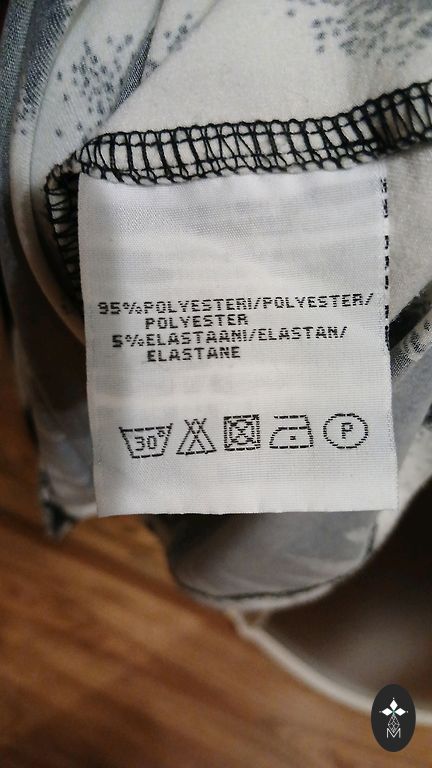 95%POLYESTERI/POLYESTER/
POLYESTER
5%ELASTAANI/ELASTAN/
ELASTANE
30° P
M